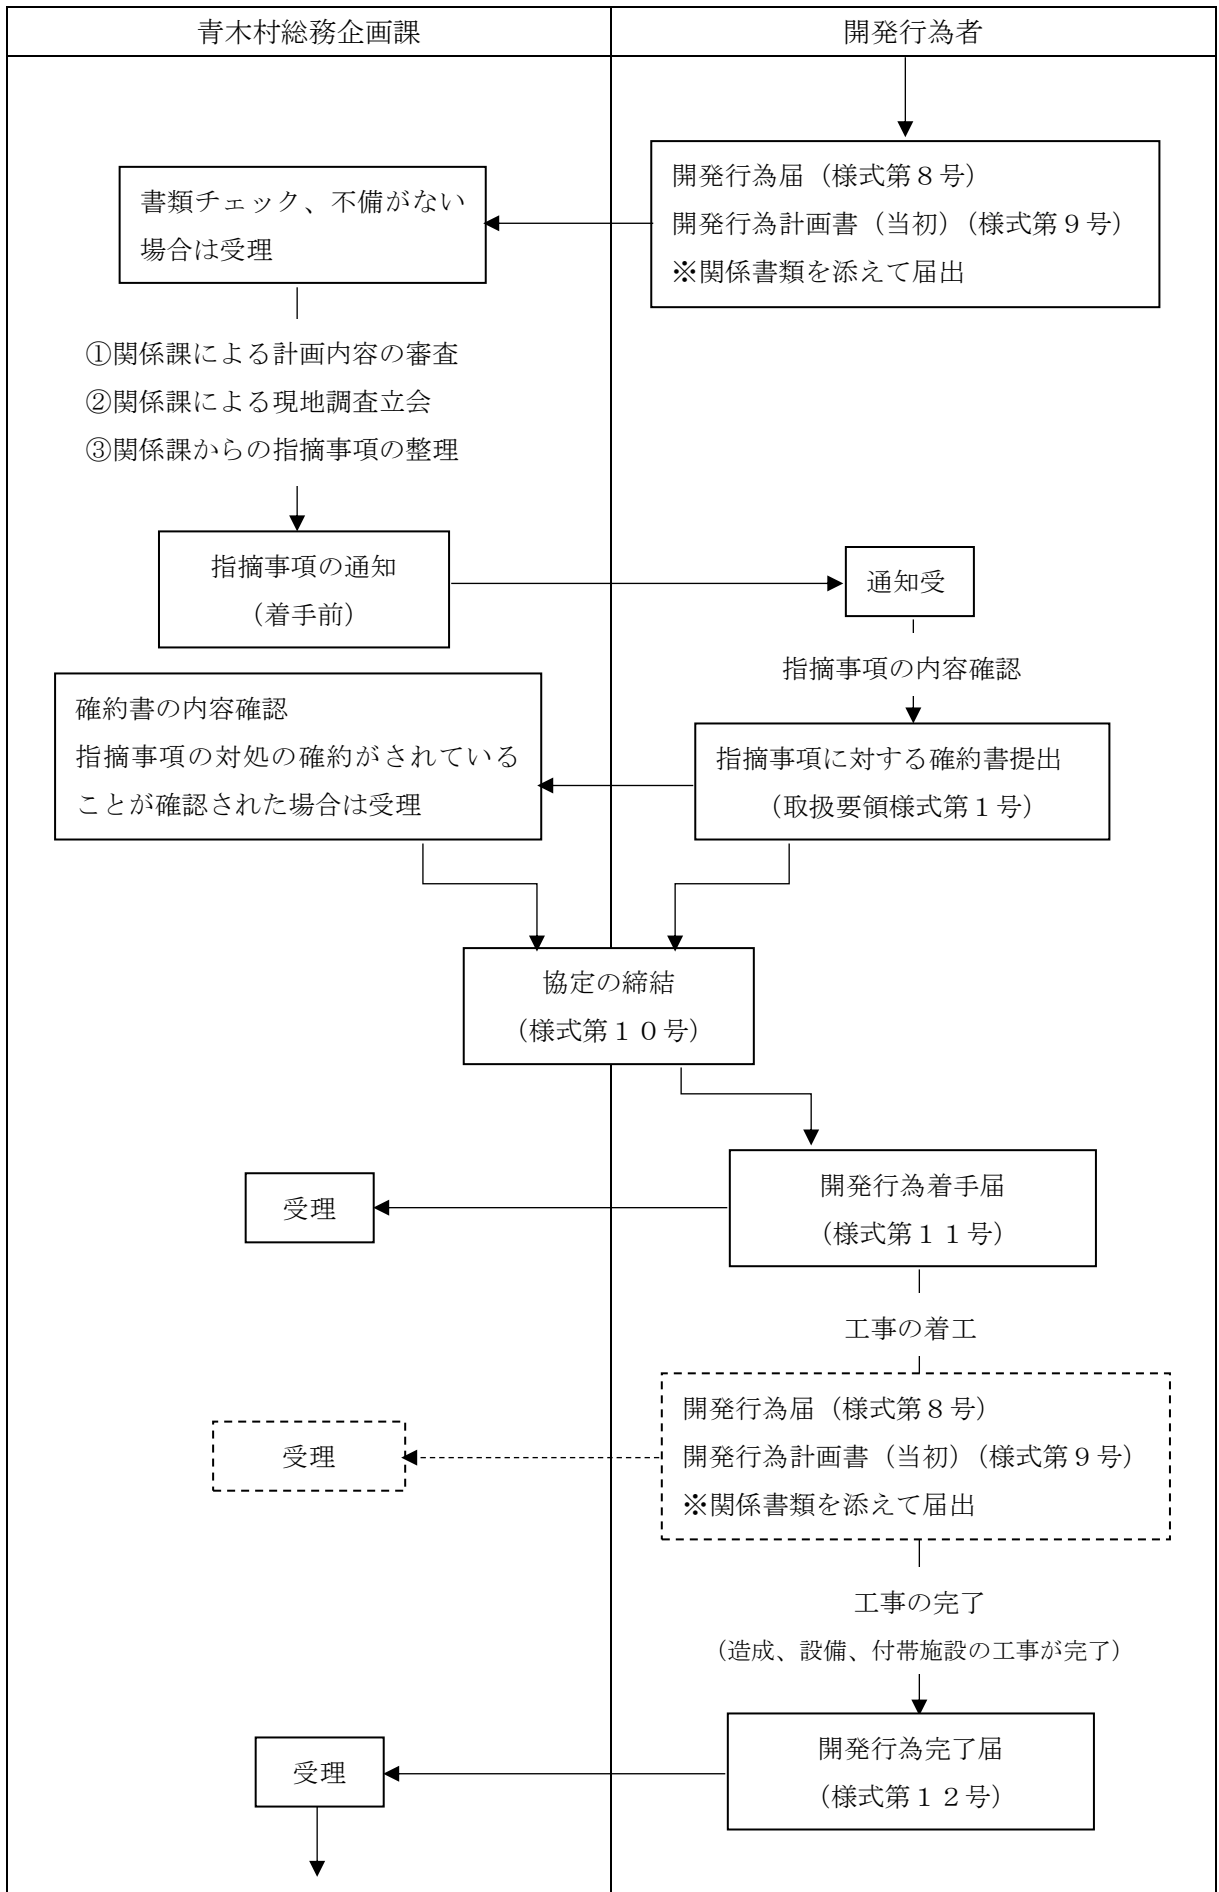 青木村総務企画課
開発行為者
開発行為届（様式第８号）
開発行為計画書（当初）（様式第９号）
※関係書類を添えて届出
書類チェック、不備がない
場合は受理
①関係課による計画内容の審査
②関係課による現地調査立会
③関係課からの指摘事項の整理
指摘事項の通知
（着手前）
通知受
指摘事項の内容確認
指摘事項に対する確約書提出
（取扱要領様式第１号）
確約書の内容確認
指摘事項の対処の確約がされている
ことが確認された場合は受理
協定の締結
（様式第１０号）
開発行為着手届
（様式第１１号）
受理
工事の着工
開発行為届（様式第８号）
開発行為計画書（当初）（様式第９号）
※関係書類を添えて届出
受理
工事の完了
（造成、設備、付帯施設の工事が完了）
開発行為完了届
（様式第１２号）
受理